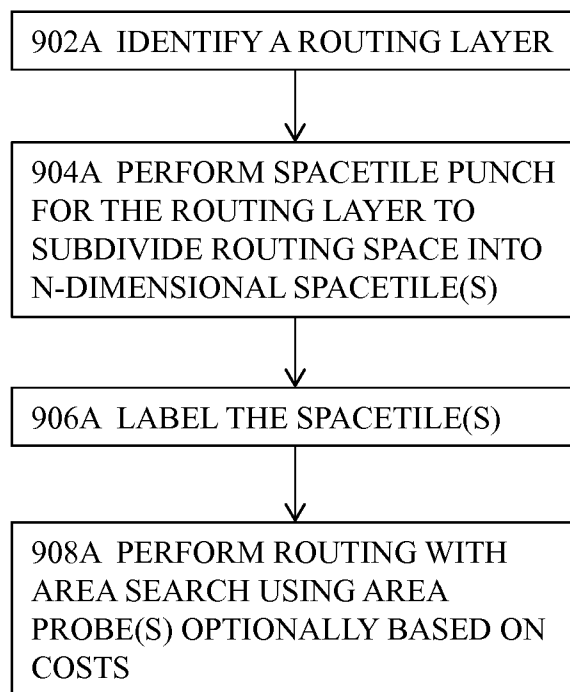 902A IDENTIFY A ROUTING LAYER
904A PERFORM SPACETILE PUNCH
FOR THE ROUTING LAYER TO
SUBDIVIDE ROUTING SPACE INTO
N-DIMENSIONAL SPACETILE(S)
906A LABEL THE SPACETILE(S)
908A PERFORM ROUTING WITH
AREA SEARCH USING AREA
PROBE(S) OPTIONALLY BASED ON
COSTS